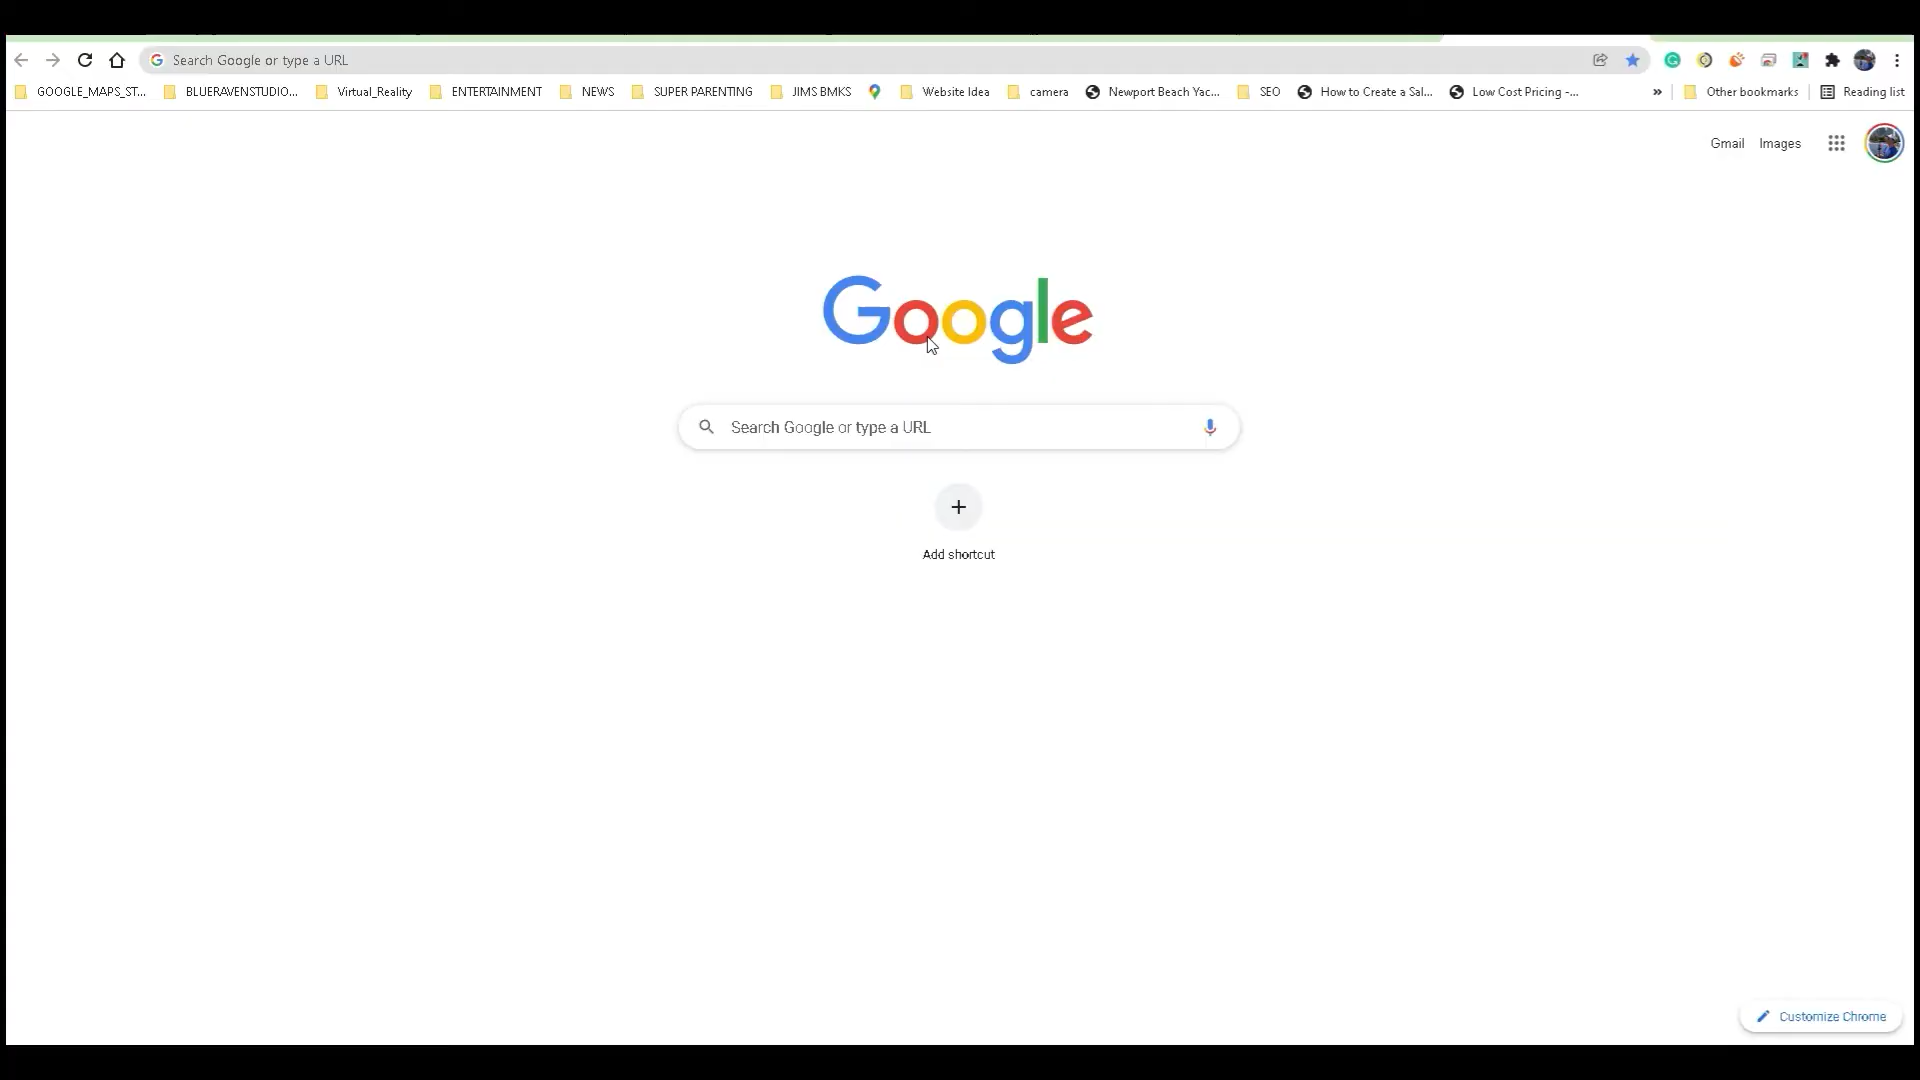 Search Google or type a URL
GOOGLE_MAPS_ST... BLUERAVENSTUDIO... Virtual_Reality ENTERTAINMENT NEWS SUPER PARENTING JIMS BMKS Website Idea camera Newport Beach Yac... SEO How to Create a Sal... Low Cost Pricing -... » Other bookmarks Reading list
Gmail Images
Google
Search Google or type a URL
Add shortcut
Customize Chrome